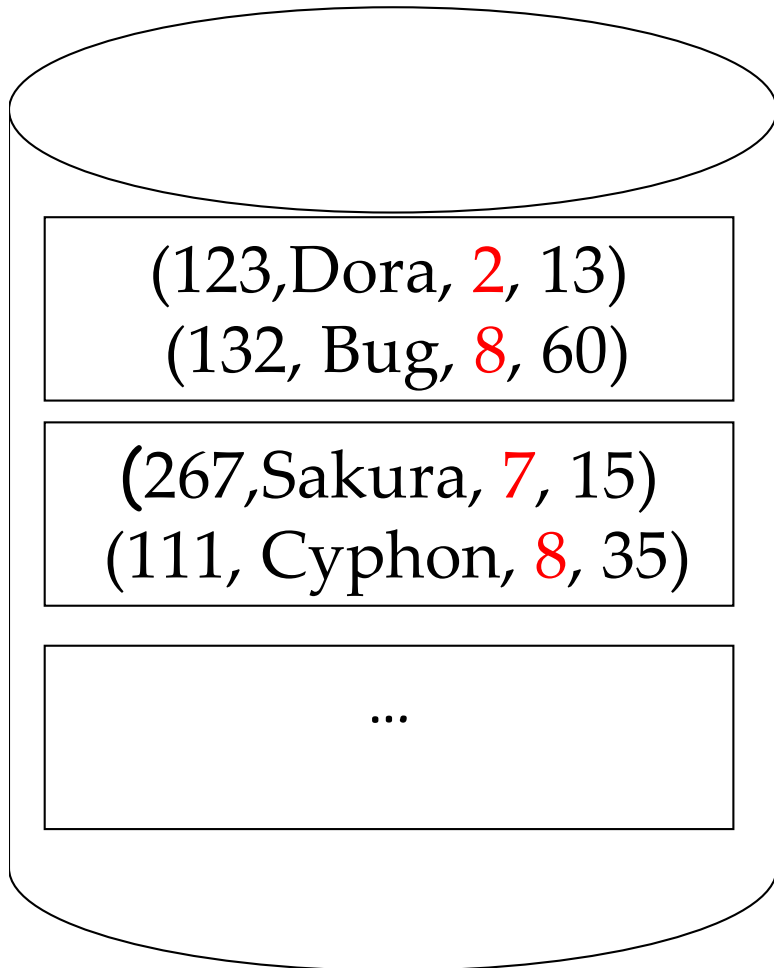 (123,Dora, 2, 13)
(132, Bug, 8, 60)
(267,Sakura, 7, 15)
(111, Cyphon, 8, 35)
...